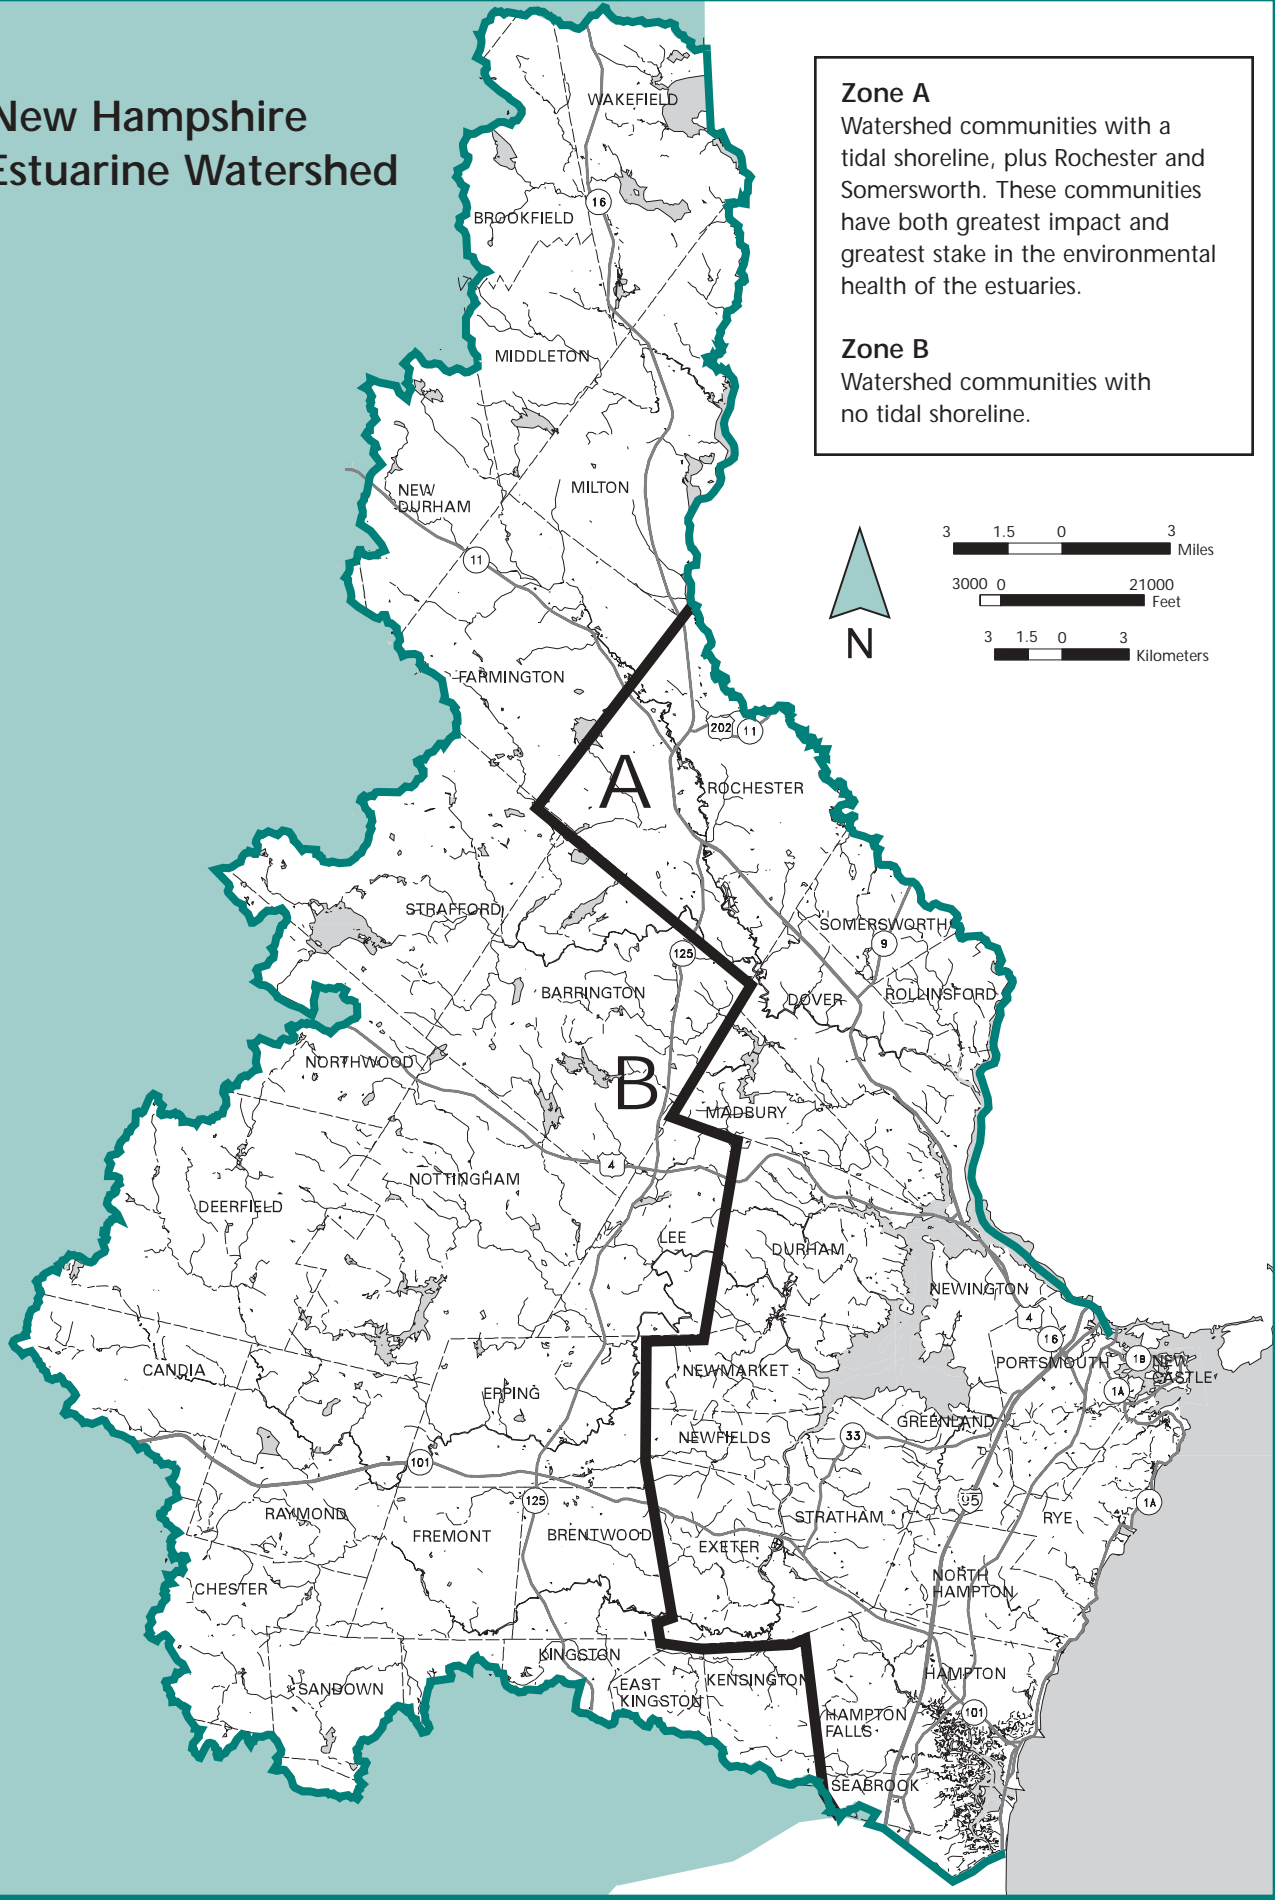 New Hampshire
Estuarine Watershed
Zone A
Watershed communities with a
tidal shoreline, plus Rochester and
Somersworth. These communities
have both greatest impact and
greatest stake in the environmental
health of the estuaries.
Zone B
Watershed communities with
no tidal shoreline.
3 1.5 0 3
Miles
3000 0 21000
Feet
3 1.5 0 3
Kilometers
N
WAKEFIELD
16
BROOKFIELD
MIDDLETON
NEW
DURHAM
MILTON
11
FARMINGTON
202 11
A
ROCHESTER
STRAFFORD
SOMERSWORTH
9
125
BARRINGTON
DOVER
ROLLINSFORD
NORTHWOOD
B
MADBURY
4
NOTTINGHAM
DEERFIELD
LEE
DURHAM
NEWINGTON
4
16
PORTSMOUTH
1B
NEW
CASTLE
1A
CANDIA
NEWMARKET
EPPING
GREENLAND
NEWFIELDS
33
101
125
95
1A
RAYMOND
FREMONT
BRENTWOOD
STRATHAM
RYE
EXETER
CHESTER
NORTH
HAMPTON
KINGSTON
SANDOWN
EAST
KINGSTON
KENSINGTON
HAMPTON
101
HAMPTON
FALLS
SEABROOK